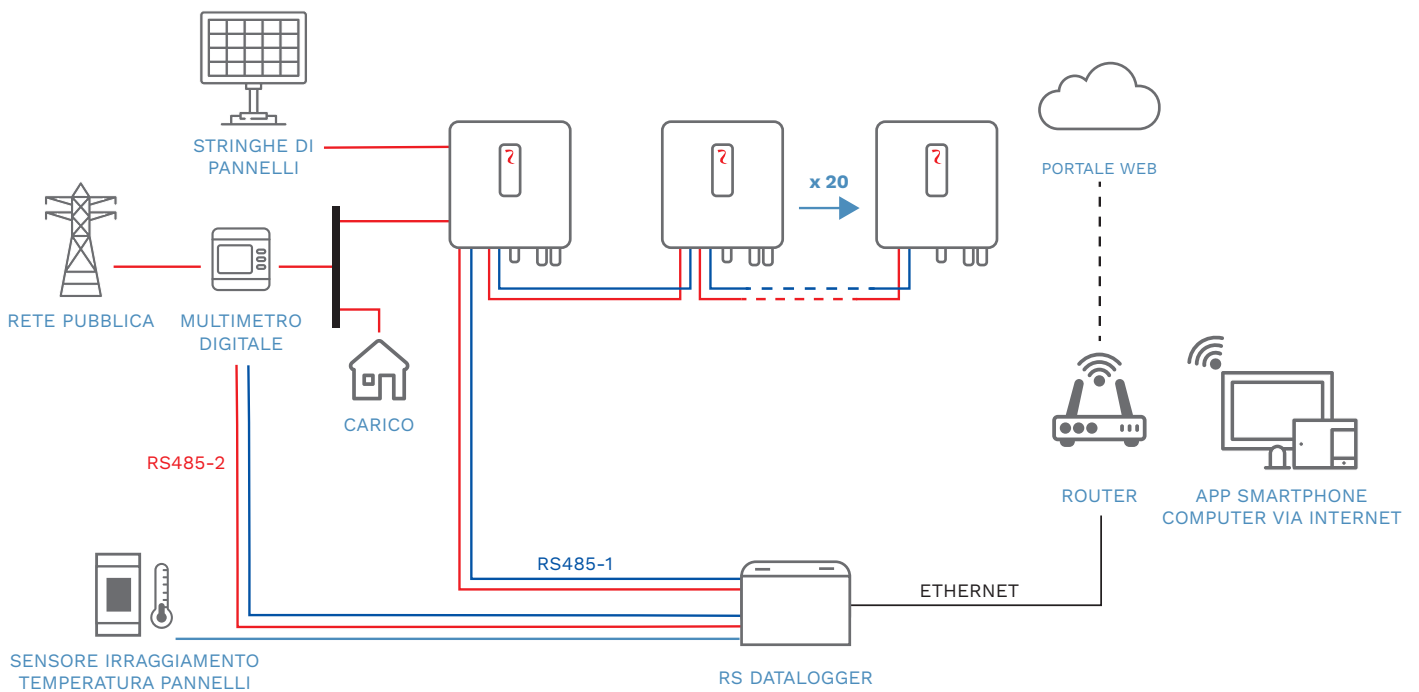 STRINGHE DI
PANNELLI
x 20
PORTALE WEB
RETE PUBBLICA
MULTIMETRO
DIGITALE
CARICO
RS485-2
ROUTER
APP SMARTPHONE
COMPUTER VIA INTERNET
RS485-1
ETHERNET
SENSORE IRRAGGIAMENTO
TEMPERATURA PANNELLI
RS DATALOGGER